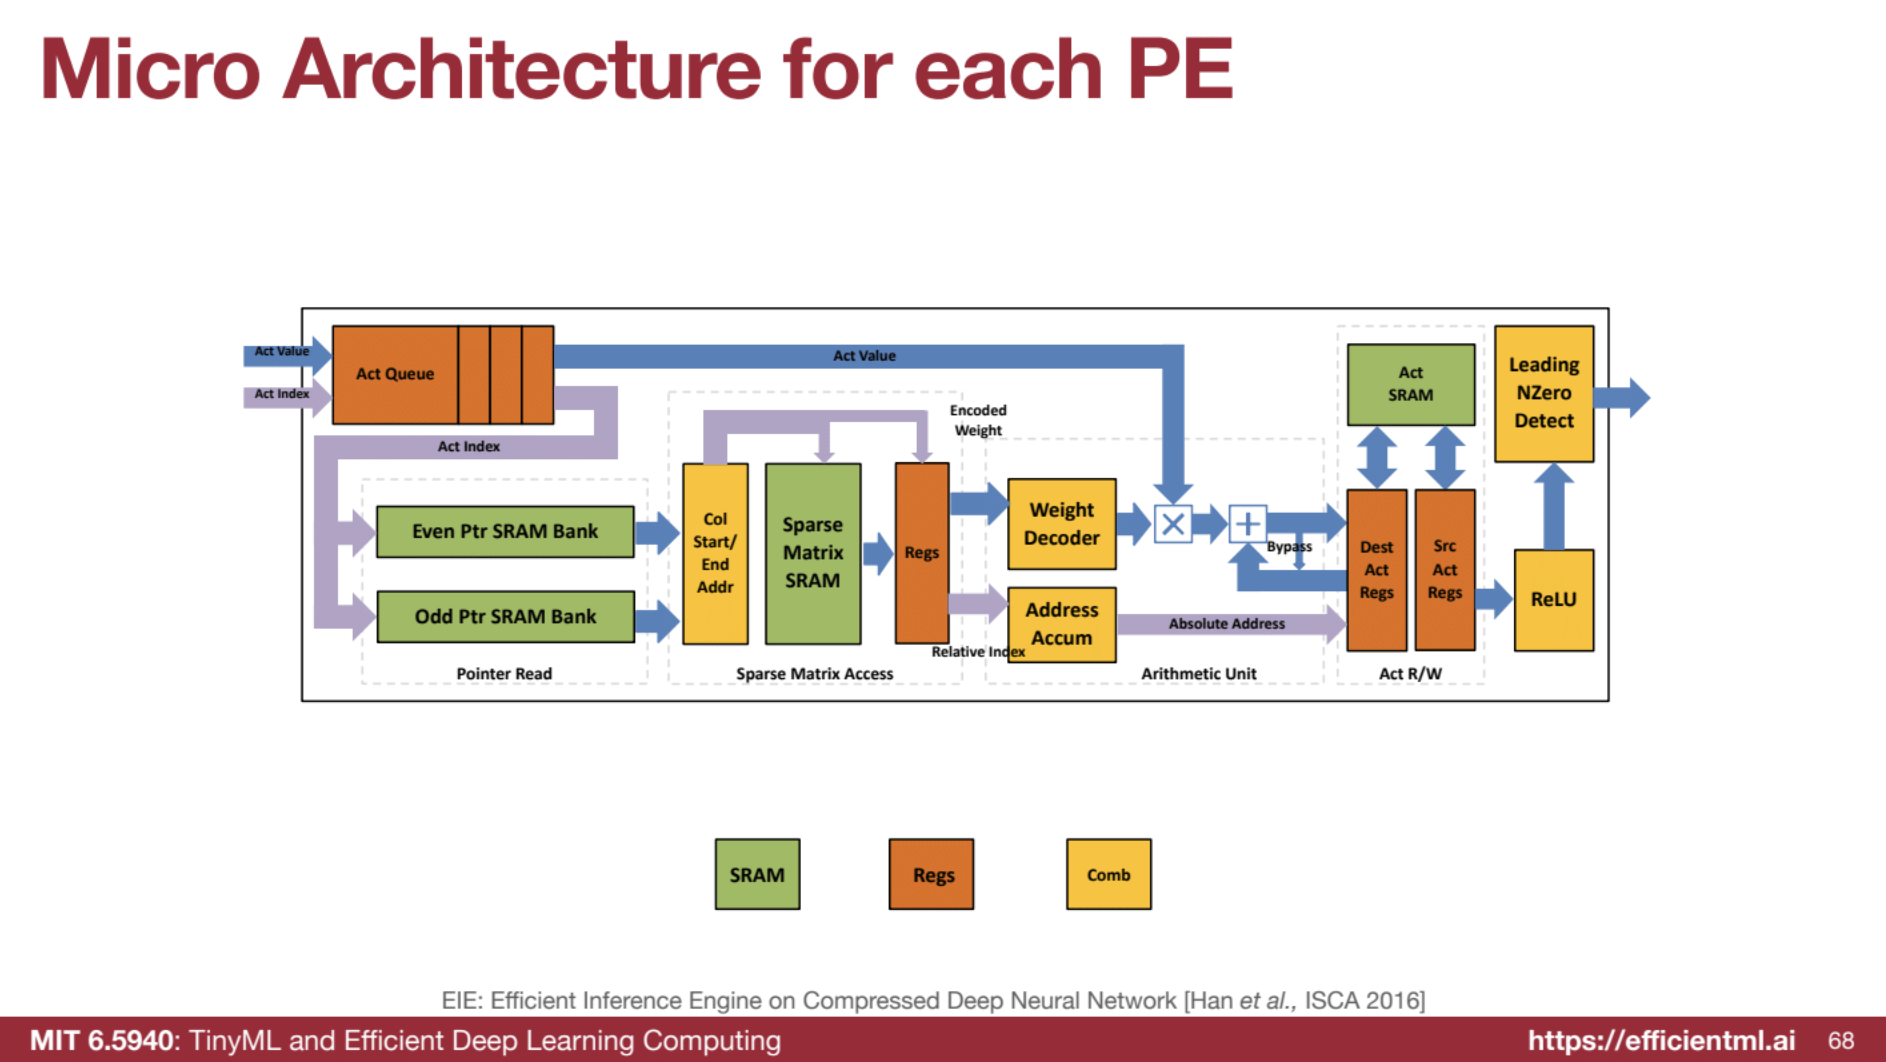 Micro Architecture for each PE
Act Value
Act Index
Act Queue
Act Value
Act Index
Even Ptr SRAM Bank
Odd Ptr SRAM Bank
Pointer Read
Col
Start/
End
Addr
Sparse
Matrix
SRAM
Regs
Encoded
Weight
Relative Index
Sparse Matrix Access
Weight
Decoder
Address
Accum
Bypass
Absolute Address
Arithmetic Unit
Act
SRAM
Dest
Act
Regs
Src
Act
Regs
Act R/W
Leading
NZero
Detect
ReLU
SRAM
Regs
Comb
EIE: Efficient Inference Engine on Compressed Deep Neural Network [Han et al., ISCA 2016]
MIT 6.5940: TinyML and Efficient Deep Learning Computing
https://efficientml.ai 68